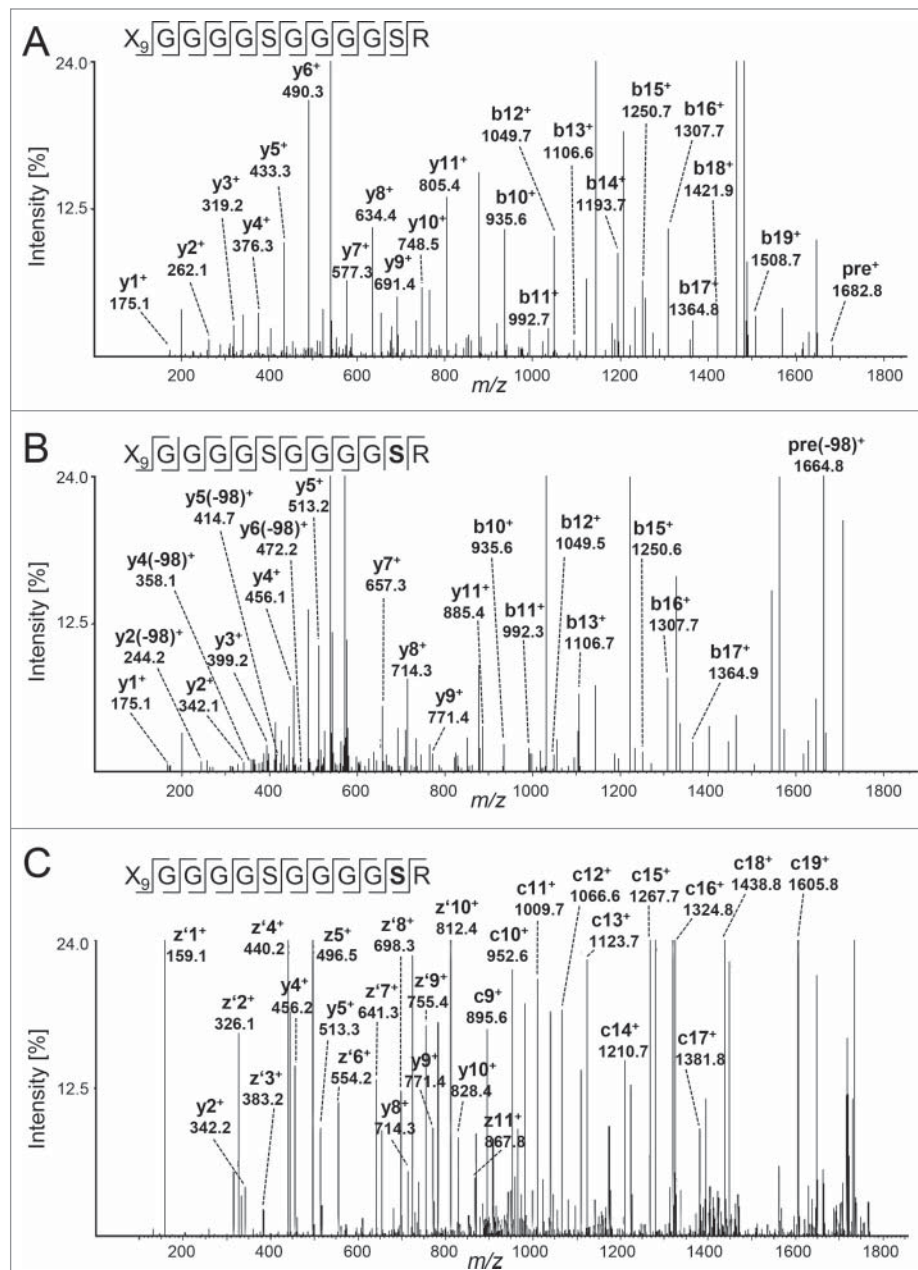 A
X9GGGGSGGGGSR
24.0
12.5
Intensity [%]
y1+
175.1
y2+
262.1
y3+
319.2
y4+
376.3
y5+
433.3
y6+
490.3
y7+
577.3
y8+
634.4
y9+
691.4
y10+
748.5
y11+
805.4
b10+
935.6
b11+
992.7
b12+
1049.7
b13+
1106.6
b14+
1193.7
b15+
1250.7
b16+
1307.7
b17+
1364.8
b18+
1421.9
b19+
1508.7
pre+
1682.8
200 400 600 800 1000 1200 1400 1600 1800
m/z
B
X9GGGGSGGGGSR
24.0
12.5
Intensity [%]
y1+
175.1
y2(-98)+
244.2
y2+
342.1
y4(-98)+
358.1
y3+
399.2
y5(-98)+
414.7
y4+
456.1
y6(-98)+
472.2
y5+
513.2
y7+
657.3
y8+
714.3
y9+
771.4
y11+
885.4
b10+
935.6
b11+
992.3
b12+
1049.5
b13+
1106.7
b15+
1250.6
b16+
1307.7
b17+
1364.9
pre(-98)+
1664.8
200 400 600 800 1000 1200 1400 1600 1800
m/z
C
X9GGGGSGGGGSR
24.0
12.5
Intensity [%]
z‘1+
159.1
z‘2+
326.1
y2+
342.2
z‘3+
383.2
z‘4+
440.2
y4+
456.2
z5+
496.5
y5+
513.3
z‘6+
554.2
z‘7+
641.3
z‘8+
698.3
y8+
714.3
z‘9+
755.4
y9+
771.4
z‘10+
812.4
y10+
828.4
z11+
867.8
c9+
895.6
c10+
952.6
c11+
1009.7
c12+
1066.6
c13+
1123.7
c14+
1210.7
c15+
1267.7
c16+
1324.8
c17+
1381.8
c18+
1438.8
c19+
1605.8
200 400 600 800 1000 1200 1400 1600 1800
m/z